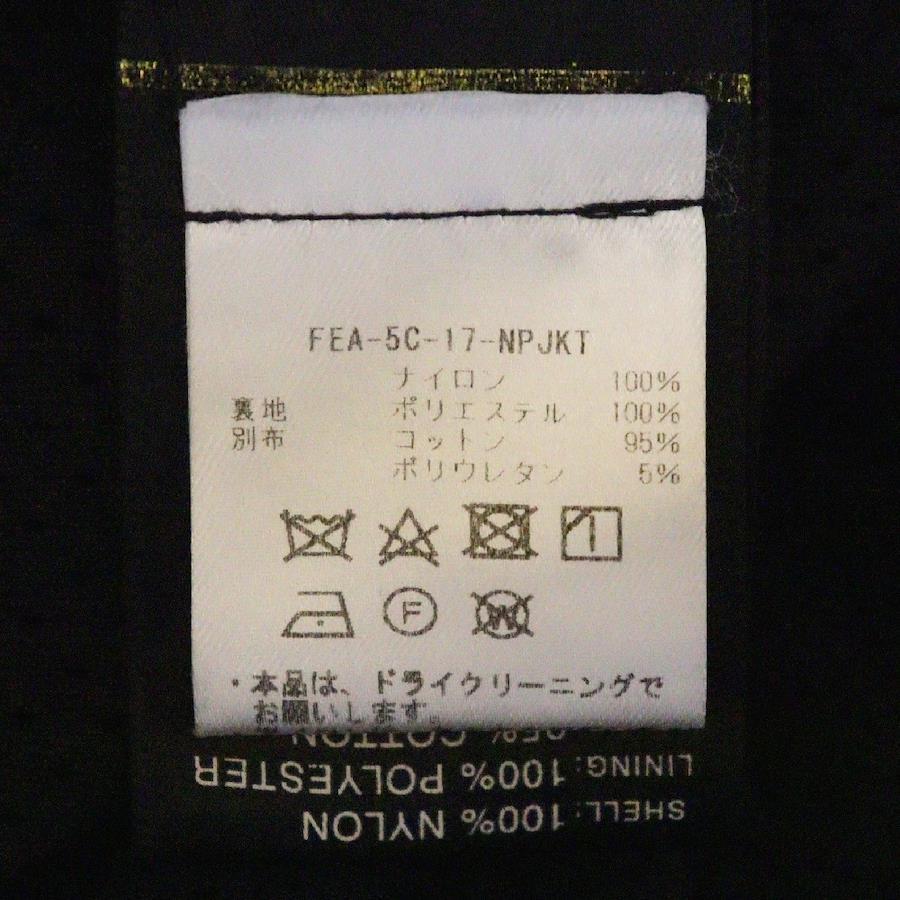 FEA-5C-17-NPJKT
ナイロン 100%
裏地 ポリエステル 100%
別布 コットン 95%
ポリウレタン 5%
F
W
・本品は、ドライクリーニングで
お願いします。
95% COTTON
LINING: 100% POLYESTER
SHELL: 100% NYLON